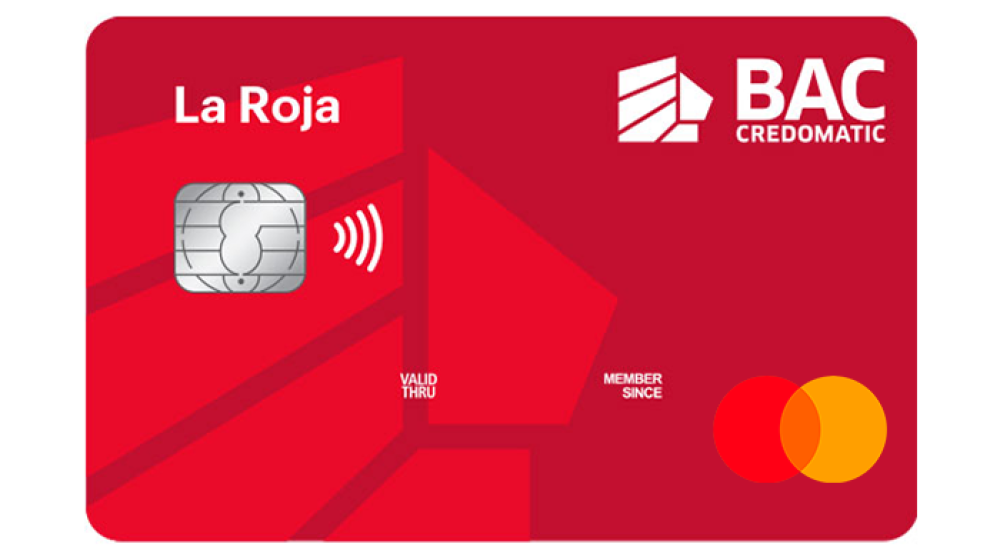 La Roja
BAC
CREDOMATIC
VALID
THRU
MEMBER
SINCE